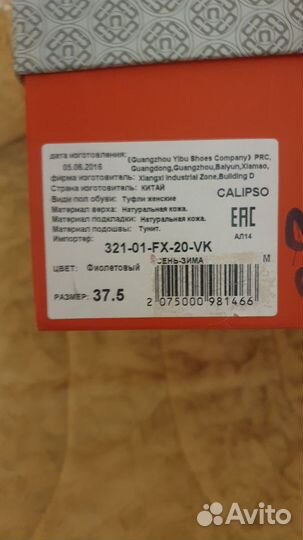 дата изготовления: (Guangzhou Yibu Shoes Company) PRC,
05.06.2016 Guangdong,Guangzhou,Baiyun,Xiamao,
фирма изготовитель: Xiangxi Industrial Zone,Building D
Страна изготовитель: КИТАЙ
CALIPSO
Вид и пол обуви: Туфли женские
Материал верха: Натуральная кожа.
Материал подкладки: Натуральная кожа.
Материал подошвы: Тунит.
EAC
АЛ14
Импортер:
321-01-FX-20-VK
ЦВЕТ: Фиолетовый
СЕНЬ-ЗИМА
M
РАЗМЕР: 37.5
2 075000 981466
Avito